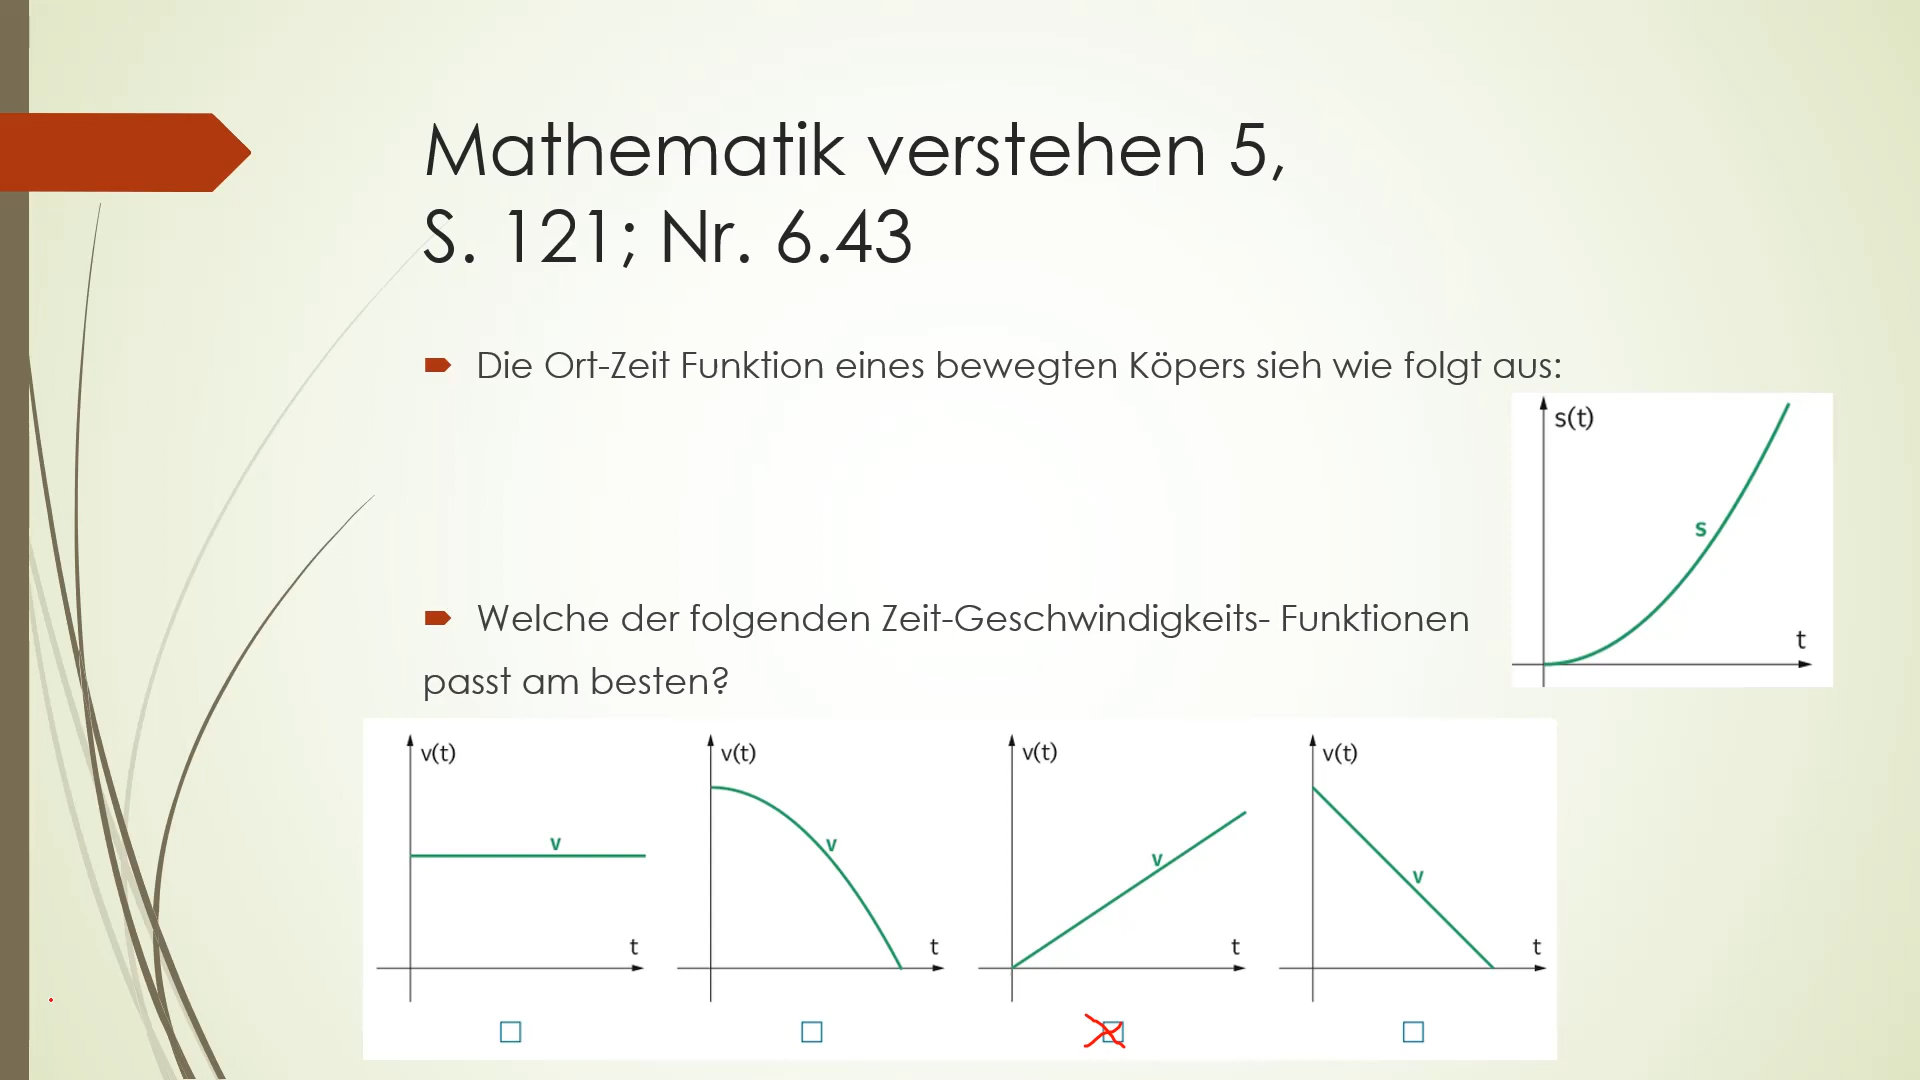 Mathematik verstehen 5,
S. 121; Nr. 6.43
Die Ort-Zeit Funktion eines bewegten Köpers sieh wie folgt aus:
s(t)
s
t
Welche der folgenden Zeit-Geschwindigkeits- Funktionen
passt am besten?
v(t)
v
t
v(t)
v
t
v(t)
v
t
v(t)
v
t